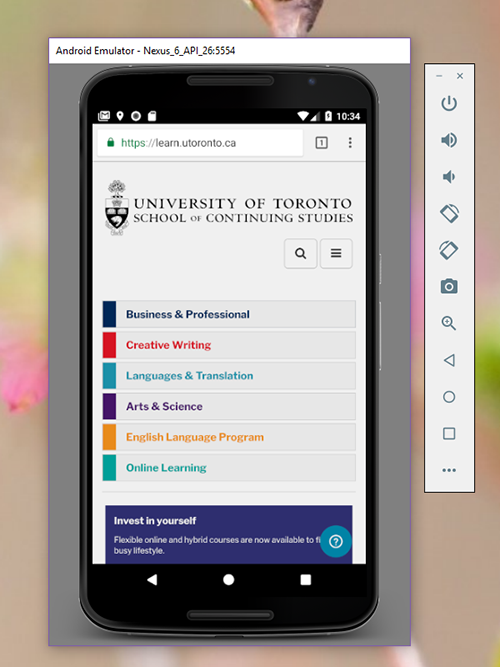 Android Emulator - Nexus_6_API_26:5554
10:34
https://learn.utoronto.ca
1
UNIVERSITY OF TORONTO
SCHOOL OF CONTINUING STUDIES
Business & Professional
Creative Writing
Languages & Translation
Arts & Science
English Language Program
Online Learning
Invest in yourself
Flexible online and hybrid courses are now available to
busy lifestyle.